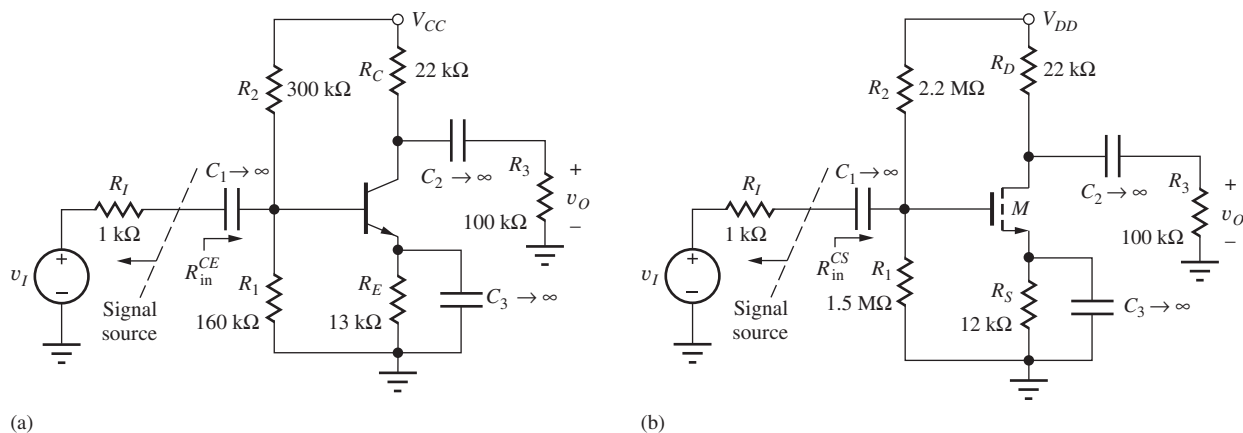 V_CC
R_C
22 kΩ
R_2
300 kΩ
C_1 → ∞
R_I
1 kΩ
C_2 → ∞
R_3
100 kΩ
+
v_O
−
v_I
+
−
R_in^CE
Signal
source
R_1
160 kΩ
R_E
13 kΩ
C_3 → ∞
(a)
V_DD
R_D
22 kΩ
R_2
2.2 MΩ
C_1 → ∞
R_I
1 kΩ
M
C_2 → ∞
R_3
100 kΩ
+
v_O
−
v_I
+
−
R_in^CS
Signal
source
R_1
1.5 MΩ
R_S
12 kΩ
C_3 → ∞
(b)